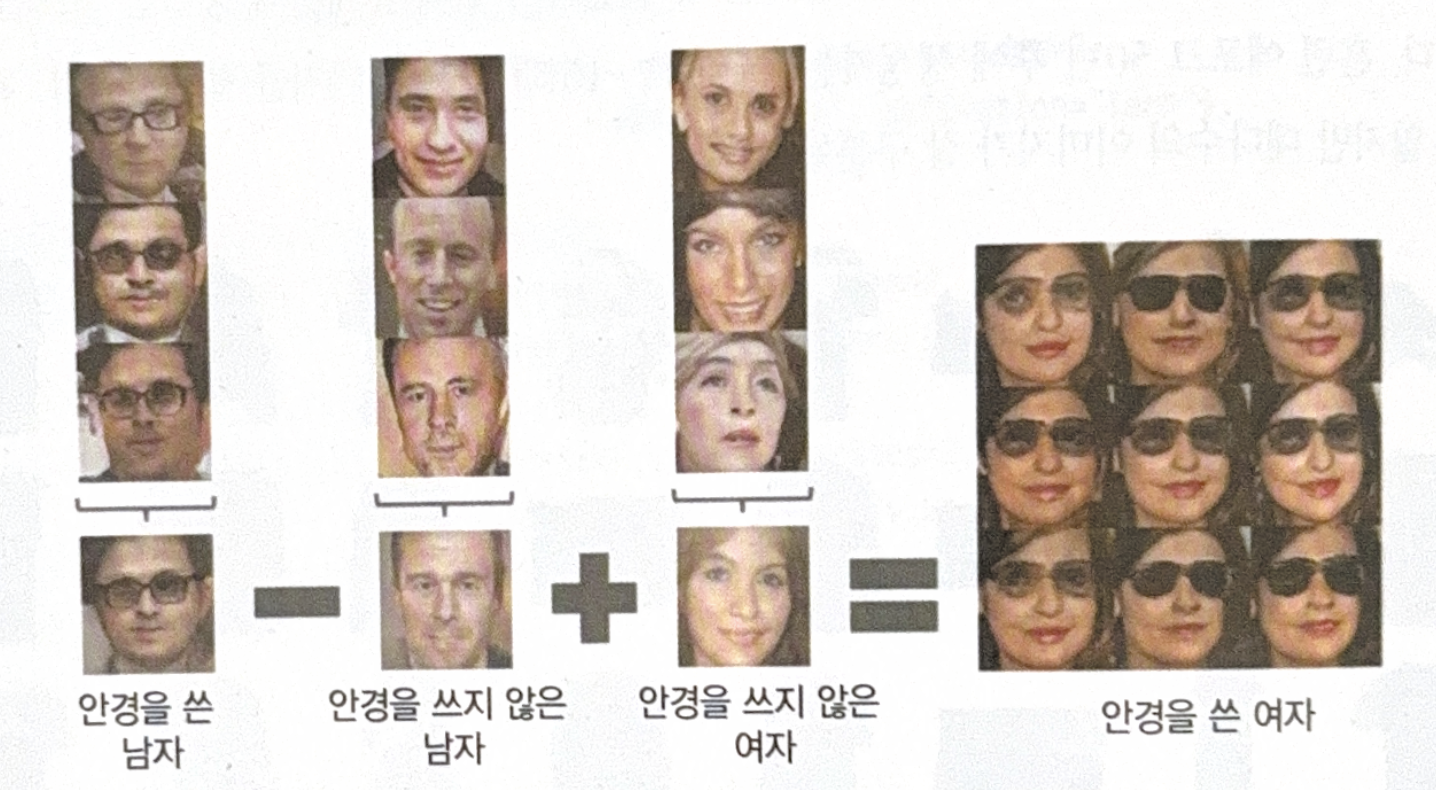 안경을 쓴
남자
안경을 쓰지 않은
남자
안경을 쓰지 않은
여자
안경을 쓴 여자